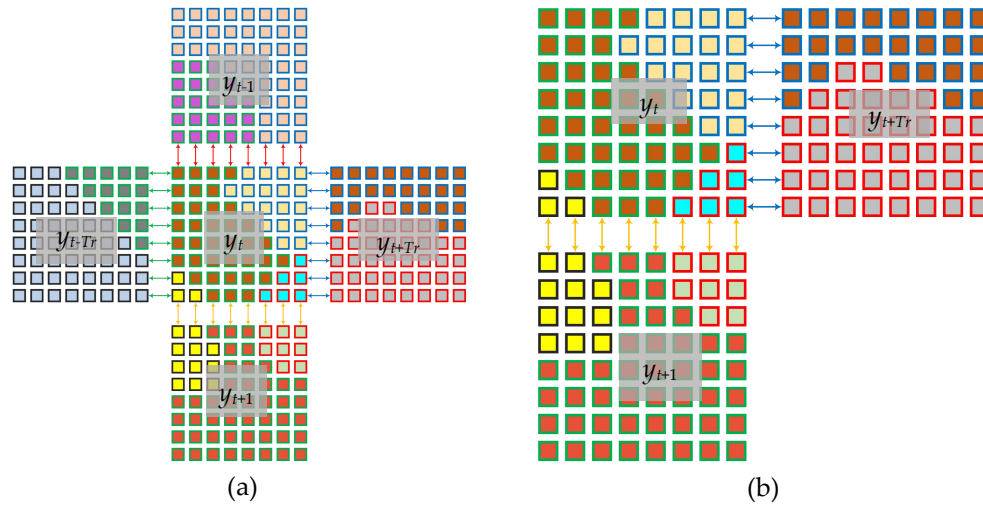 y_{t-1}
y_{t-Tr}
y_t
y_{t+Tr}
y_{t+1}
(a)
y_t
y_{t+Tr}
y_{t+1}
(b)